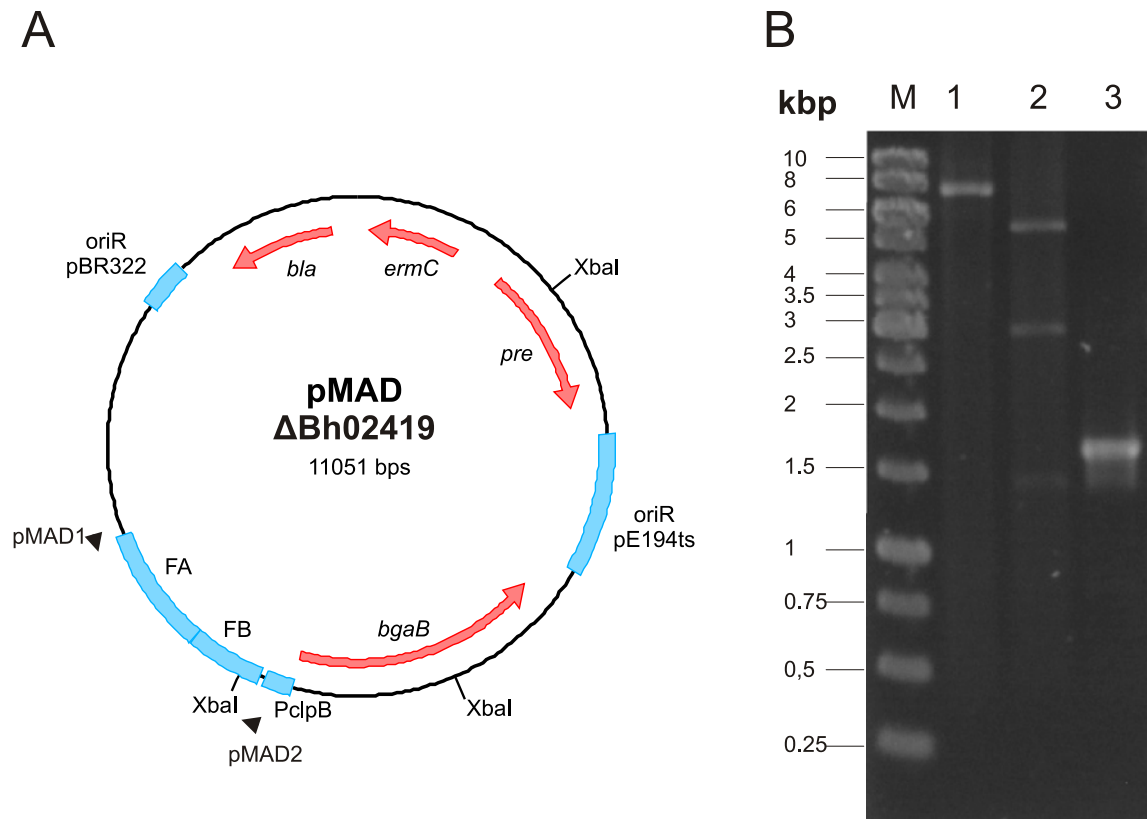 A
B
kbp
M
1
2
3
10
8
6
5
4
3.5
3
2.5
2
1.5
1
0.75
0,5
0.25
oriR
pBR322
bla
ermC
XbaI
pre
pMAD
ΔBh02419
11051 bps
oriR
pE194ts
pMAD1
FA
FB
bgaB
XbaI
PclpB
XbaI
pMAD2